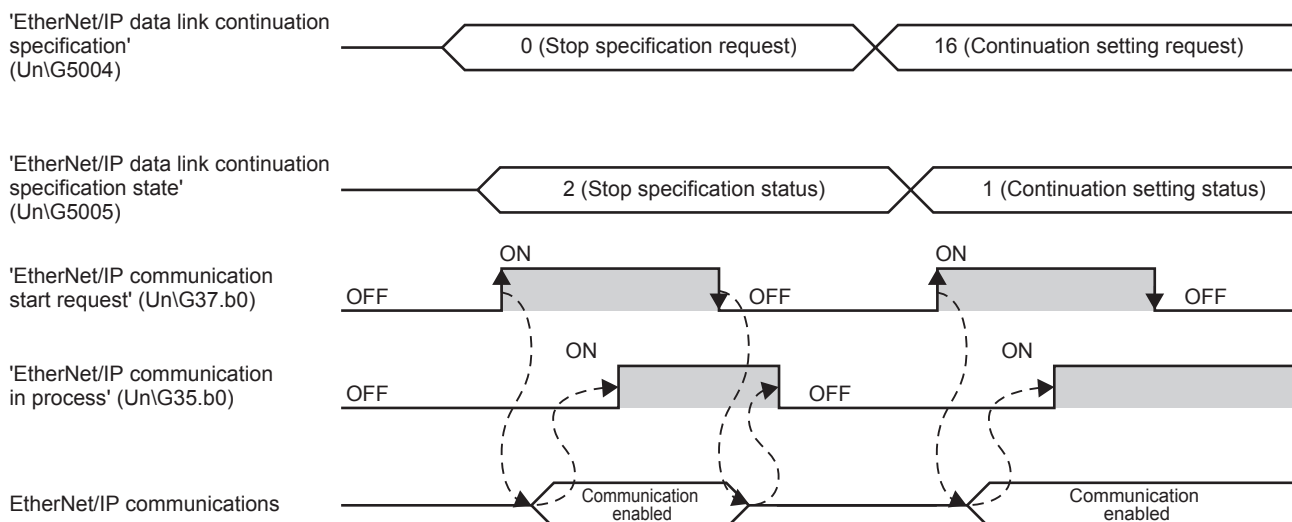 'EtherNet/IP data link continuation
specification'
(Un\G5004)
0 (Stop specification request)
16 (Continuation setting request)
'EtherNet/IP data link continuation
specification state'
(Un\G5005)
2 (Stop specification status)
1 (Continuation setting status)
'EtherNet/IP communication
start request' (Un\G37.b0)
OFF
ON
OFF
ON
OFF
'EtherNet/IP communication
in process' (Un\G35.b0)
OFF
ON
OFF
ON
EtherNet/IP communications
Communication
enabled
Communication
enabled